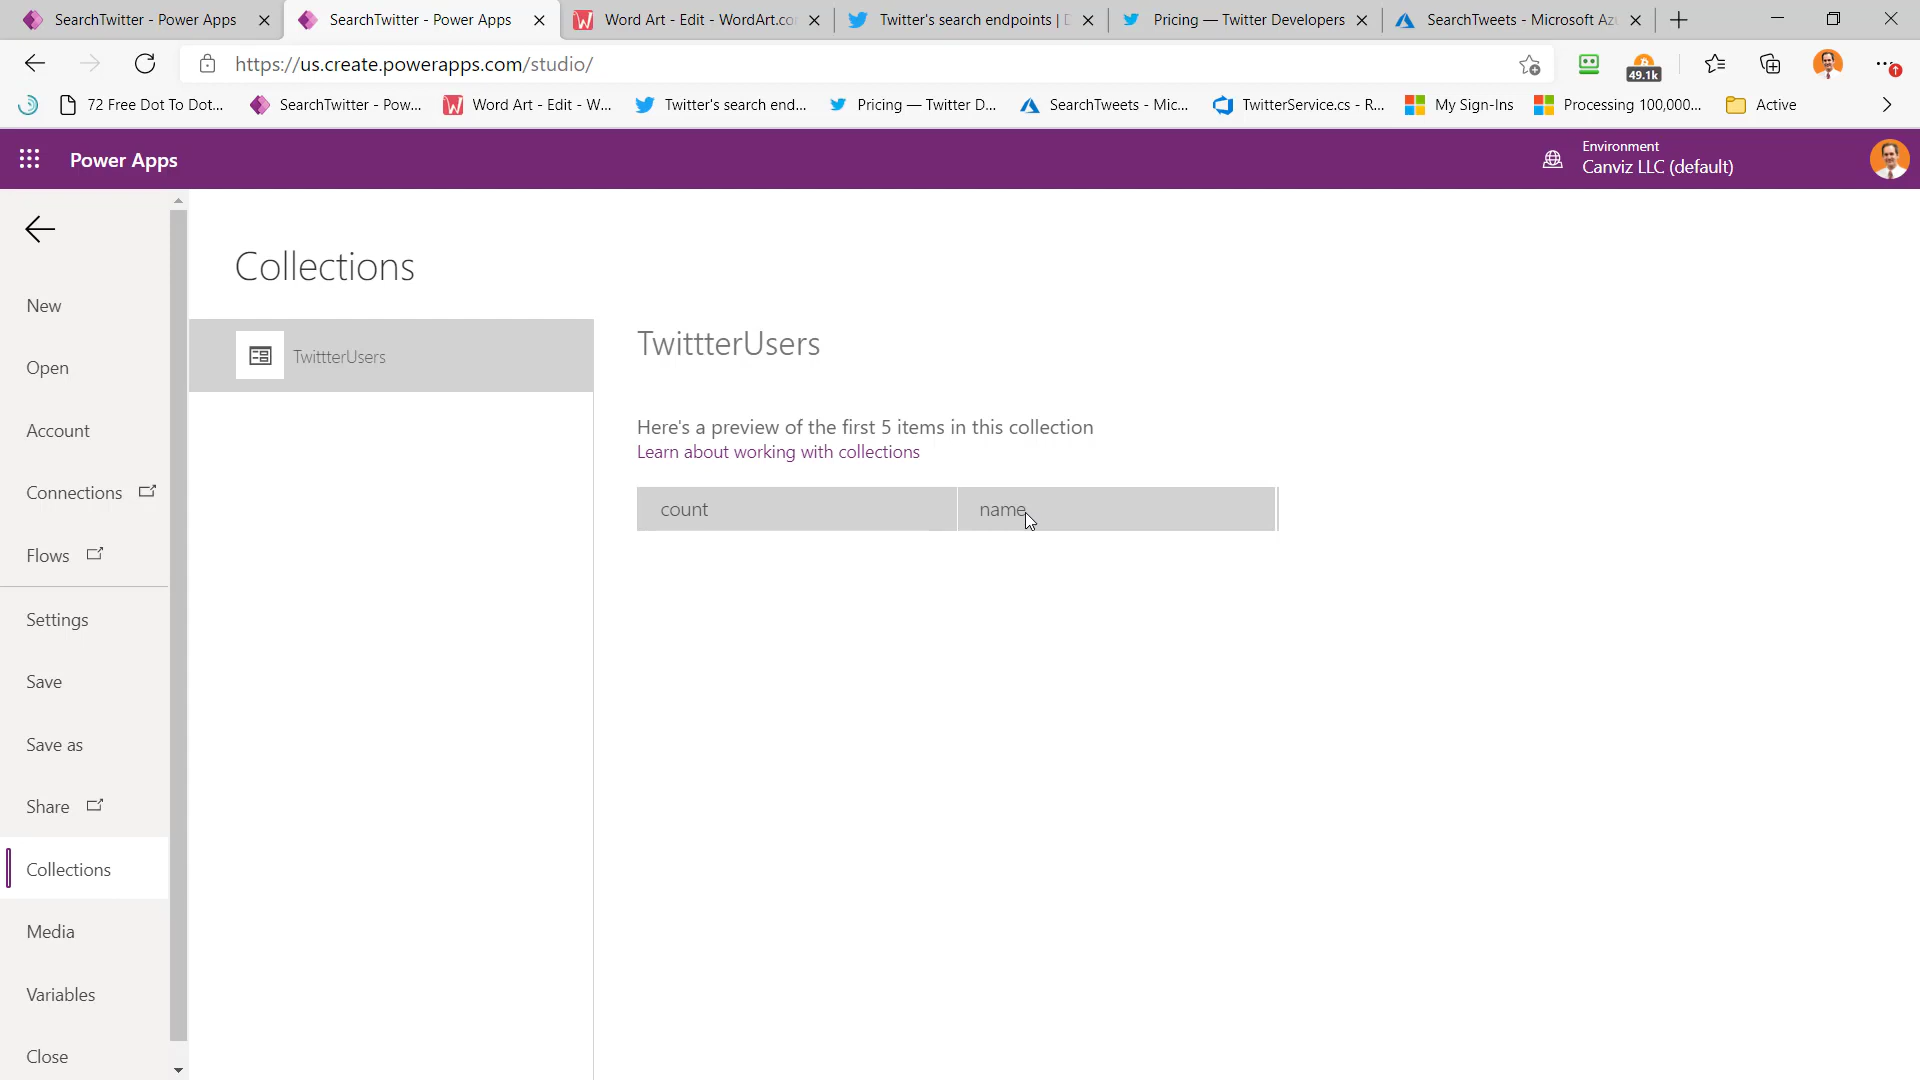 SearchTwitter - Power Apps
SearchTwitter - Power Apps
Word Art - Edit - WordArt.co
Twitter's search endpoints | D
Pricing — Twitter Developers
SearchTweets - Microsoft Az
https://us.create.powerapps.com/studio/
49.1k
72 Free Dot To Dot...
SearchTwitter - Pow...
Word Art - Edit - W...
Twitter's search end...
Pricing — Twitter D...
SearchTweets - Mic...
TwitterService.cs - R...
My Sign-Ins
Processing 100,000...
Active
Power Apps
Environment
Canviz LLC (default)
New
Open
Account
Connections
Flows
Settings
Save
Save as
Share
Collections
Media
Variables
Close
Collections
TwittterUsers
TwittterUsers
Here's a preview of the first 5 items in this collection
Learn about working with collections
count
name